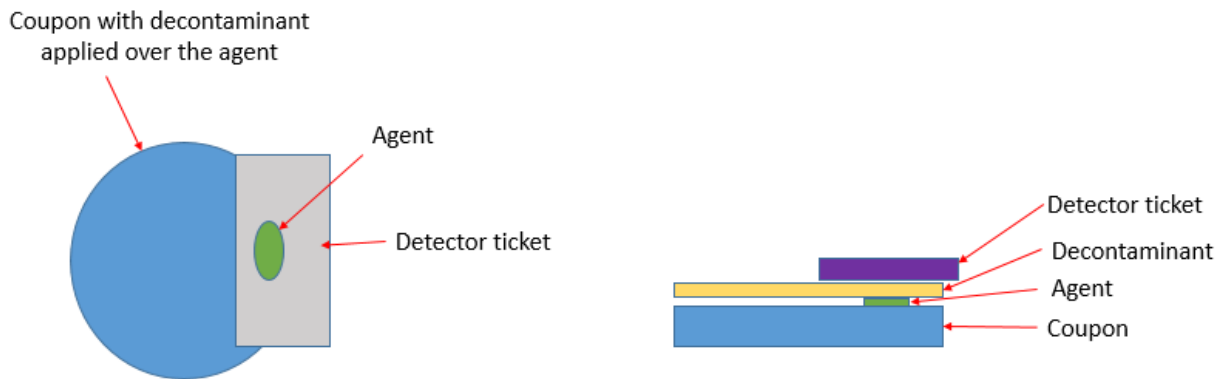 Coupon with decontaminant
applied over the agent
Agent
Detector ticket
Detector ticket
Decontaminant
Agent
Coupon